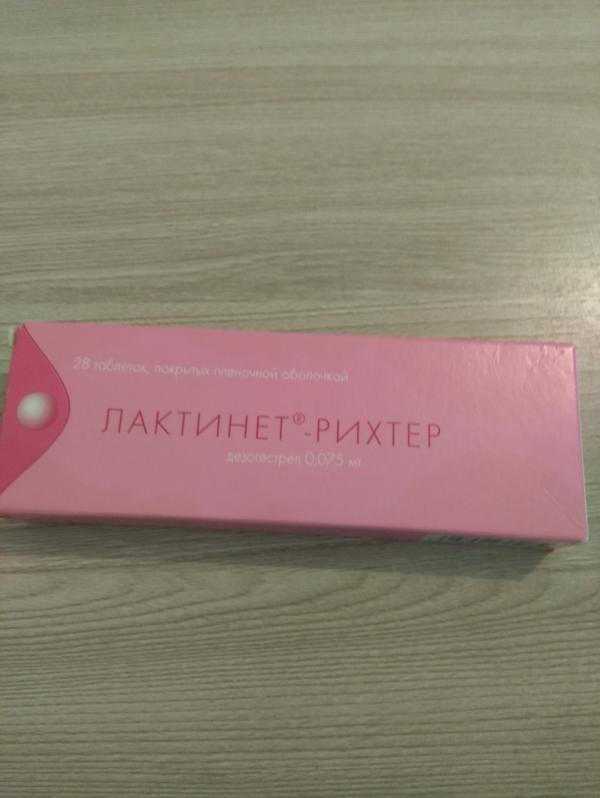 28 таблеток, покрытых пленочной оболочкой
ЛАКТИНЕТ®-РИХТЕР
дезогестрел 0,075 мг